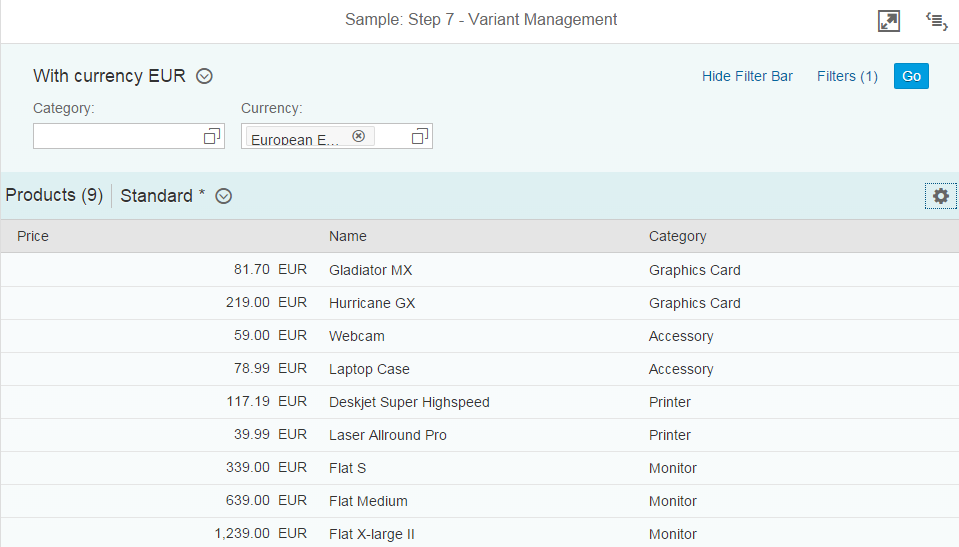 Sample: Step 7 - Variant Management
With currency EUR Hide Filter Bar Filters (1) Go
Category: Currency:
European E...
Products (9) Standard *
Price Name Category
81.70 EUR Gladiator MX Graphics Card
219.00 EUR Hurricane GX Graphics Card
59.00 EUR Webcam Accessory
78.99 EUR Laptop Case Accessory
117.19 EUR Deskjet Super Highspeed Printer
39.99 EUR Laser Allround Pro Printer
339.00 EUR Flat S Monitor
639.00 EUR Flat Medium Monitor
1,239.00 EUR Flat X-large II Monitor